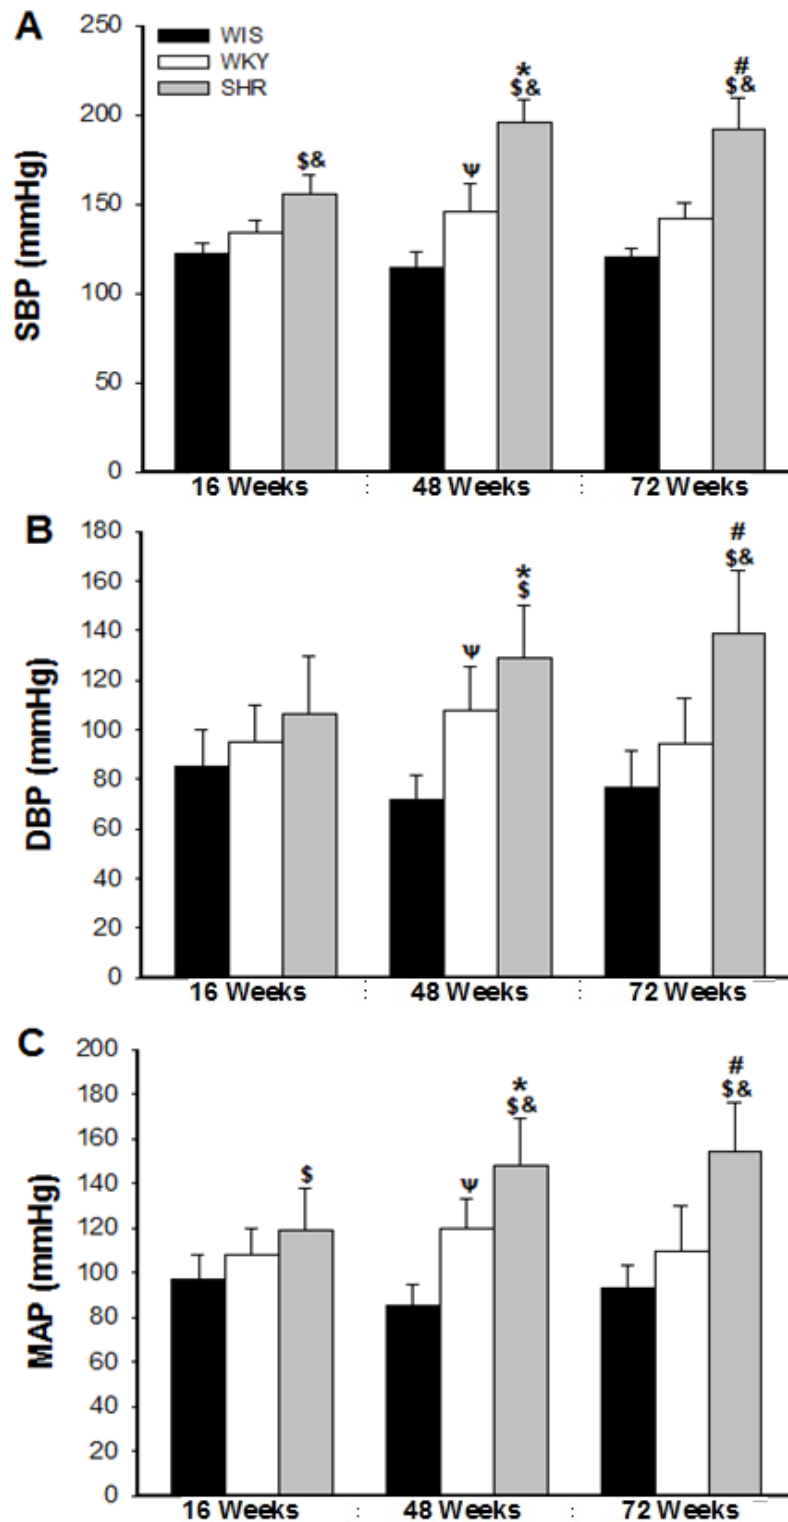 A
250
WIS
WKY
SHR
200
150
100
50
0
SBP (mmHg)
$&
Ψ
*
$&
#
$&
16 Weeks : 48 Weeks : 72 Weeks
B
180
160
140
120
100
80
60
40
20
0
DBP (mmHg)
Ψ
*
$
#
$&
16 Weeks : 48 Weeks : 72 Weeks
C
200
180
160
140
120
100
80
60
40
20
0
MAP (mmHg)
$
Ψ
*
$&
#
$&
16 Weeks : 48 Weeks : 72 Weeks